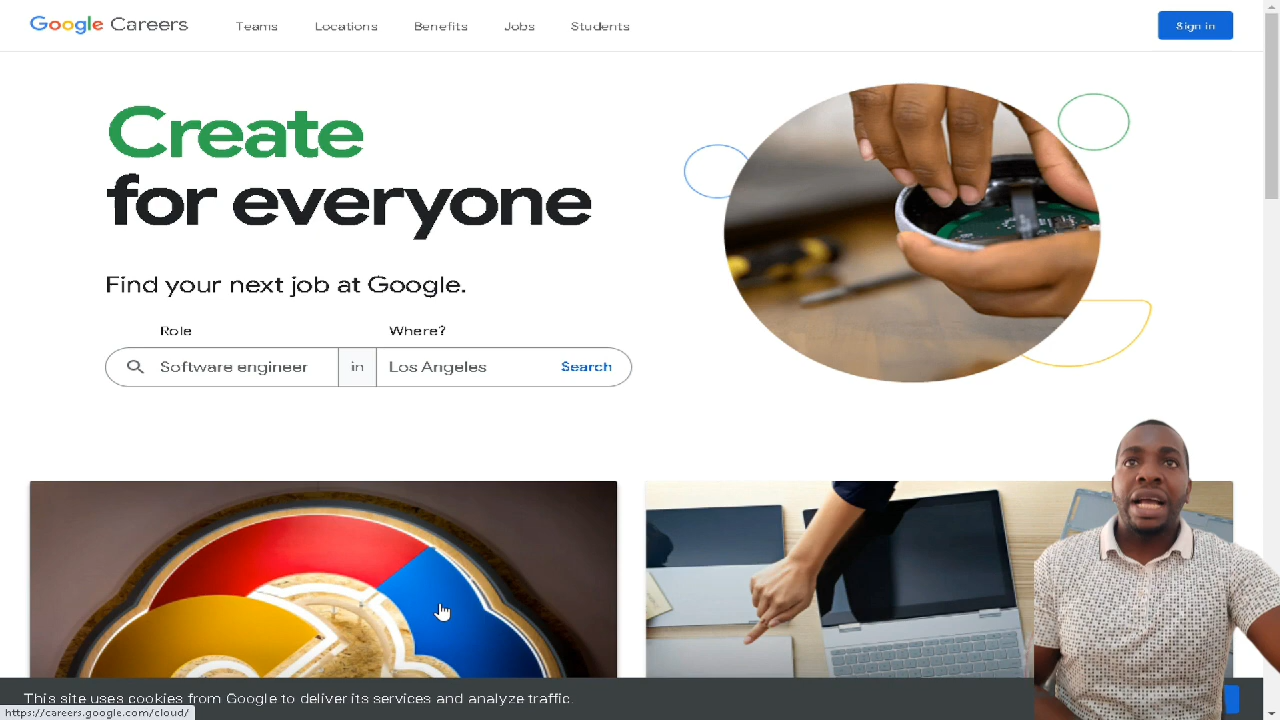 Google Careers
Teams
Locations
Benefits
Jobs
Students
Sign in
Create
for everyone
Find your next job at Google.
Role
Where?
Software engineer
in
Los Angeles
Search
This site uses cookies from Google to deliver its services and analyze traffic.
https://careers.google.com/cloud/